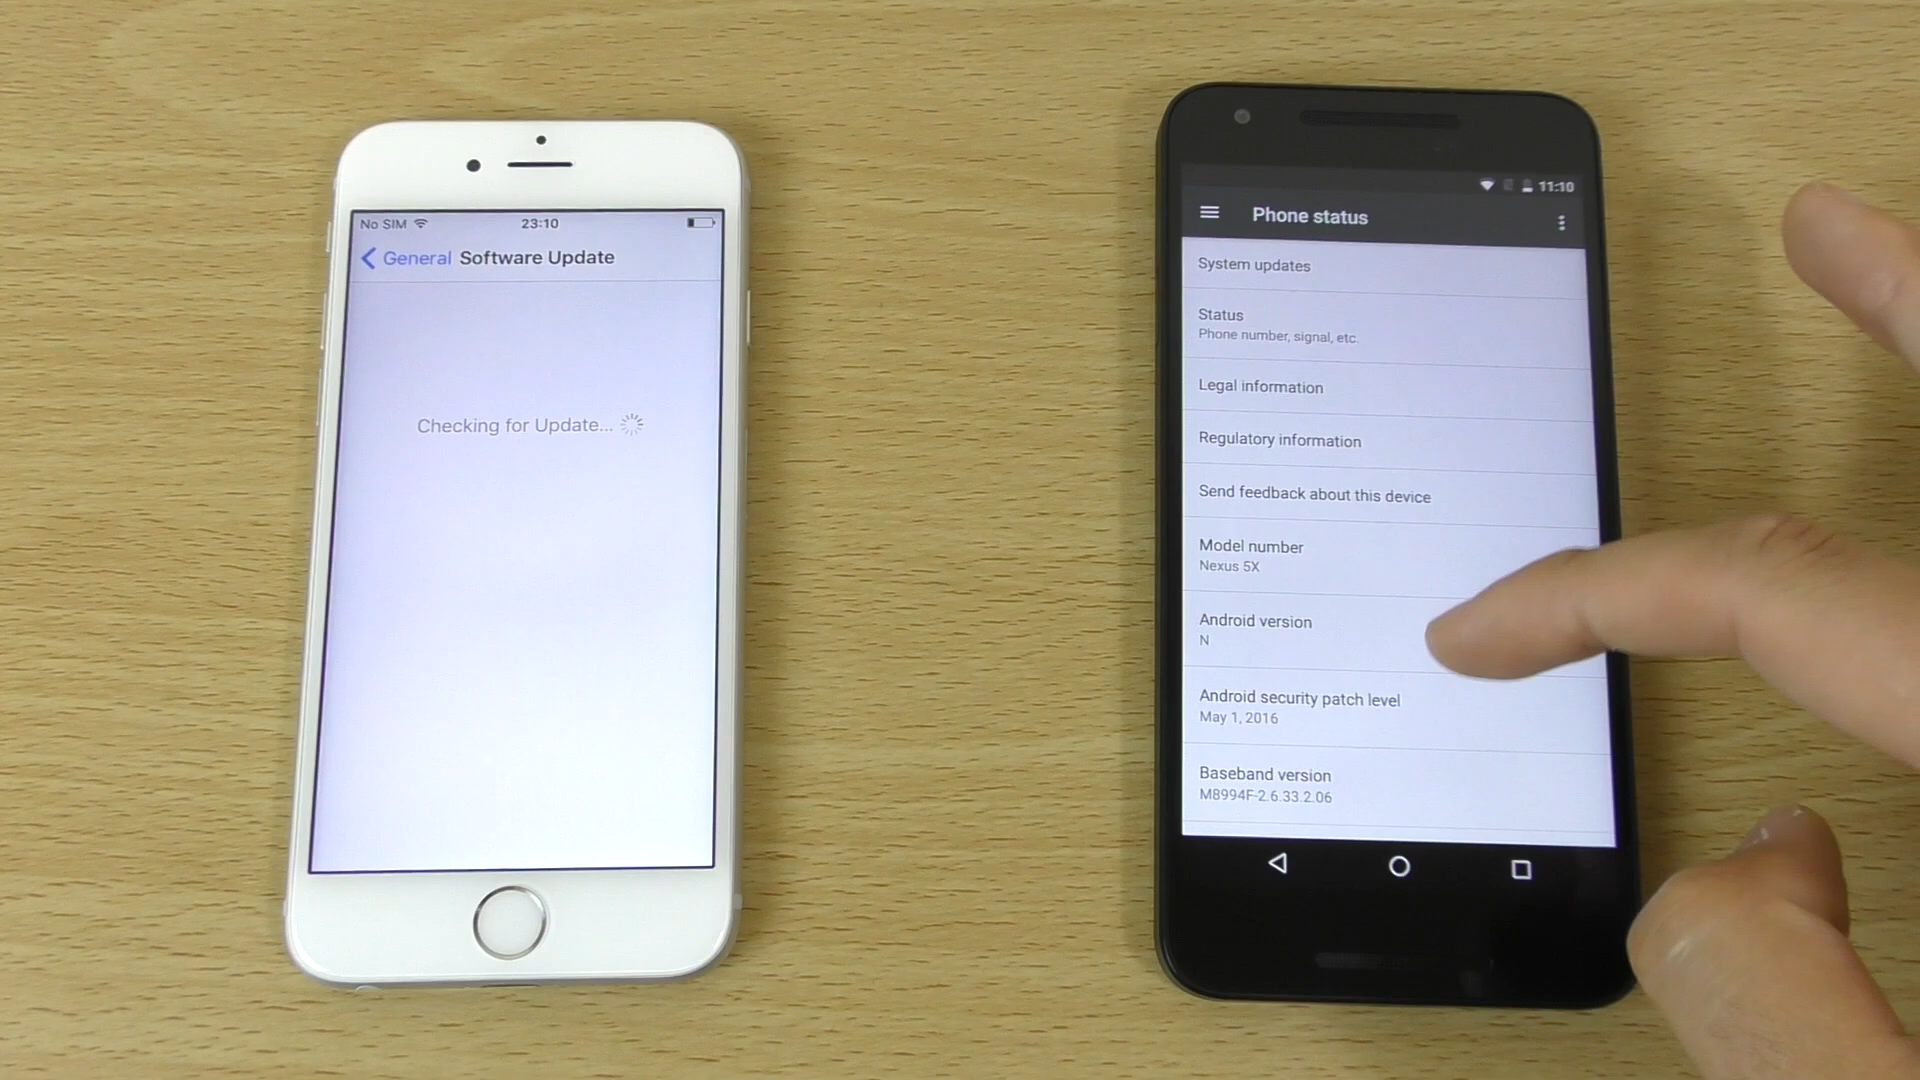 No SIM 23:10
General Software Update
Checking for Update...
11:10
Phone status
System updates
Status
Phone number, signal, etc.
Legal information
Regulatory information
Send feedback about this device
Model number
Nexus 5X
Android version
N
Android security patch level
May 1, 2016
Baseband version
M8994F-2.6.33.2.06